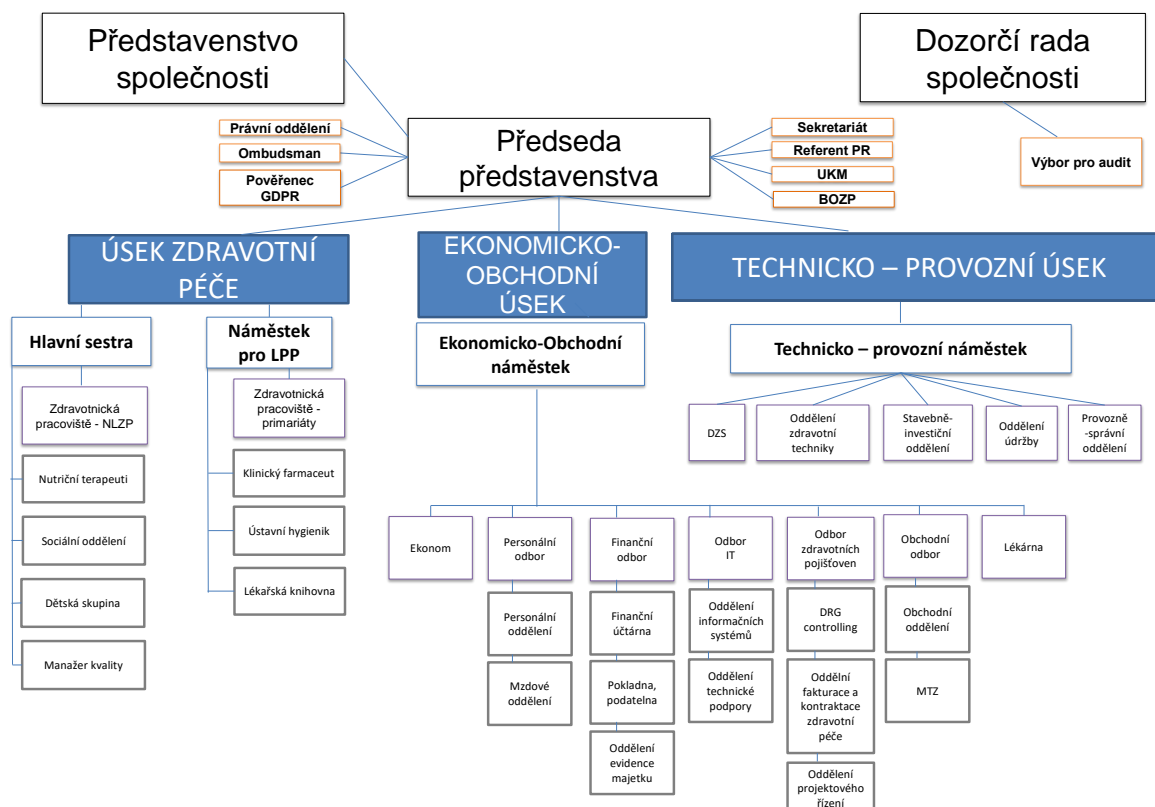 Představenstvo
společnosti
Dozorčí rada
společnosti
Právní oddělení
Ombudsman
Pověřenec
GDPR
Předseda
představenstva
Sekretariát
Referent PR
UKM
BOZP
Výbor pro audit
ÚSEK ZDRAVOTNÍ
PÉČE
EKONOMICKO-
OBCHODNÍ
ÚSEK
TECHNICKO – PROVOZNÍ ÚSEK
Hlavní sestra
Náměstek
pro LPP
Ekonomicko-Obchodní
náměstek
Technicko – provozní náměstek
Zdravotnická
pracoviště - NLZP
Nutriční terapeuti
Sociální oddělení
Dětská skupina
Manažer kvality
Zdravotnická
pracoviště -
primariáty
Klinický farmaceut
Ústavní hygienik
Lékařská knihovna
DZS
Oddělení
zdravotní
techniky
Stavebně-
investiční
oddělení
Oddělení
údržby
Provozně
-správní
oddělení
Ekonom
Personální
odbor
Finanční
odbor
Odbor
IT
Odbor
zdravotních
pojišťoven
Obchodní
odbor
Lékárna
Personální
oddělení
Finanční
účtárna
Oddělení
informačních
systémů
DRG
controlling
Obchodní
oddělení
Mzdové
oddělení
Pokladna,
podatelna
Oddělení
technické
podpory
Oddělní
fakturace a
kontraktace
zdravotní
péče
MTZ
Oddělení
evidence
majetku
Oddělení
projektového
řízení